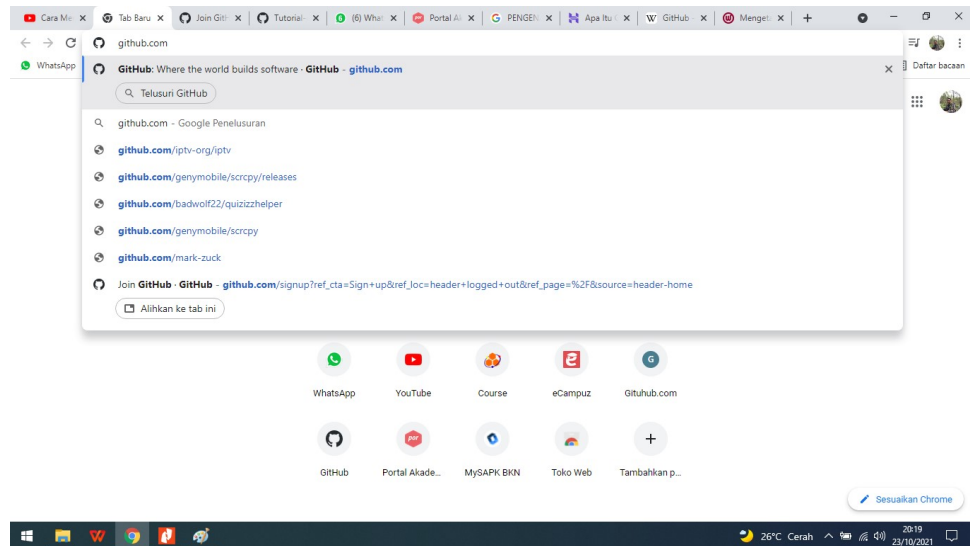 Cara Me
Tab Baru
Join Gith
Tutorial-
(6) Wha
Portal A
PENGEN
Apa Itu
GitHub
Menget
github.com
WhatsApp
Daftar bacaan
GitHub: Where the world builds software · GitHub - github.com
Telusuri GitHub
github.com - Google Penelusuran
github.com/iptv-org/iptv
github.com/genymobile/scrcpy/releases
github.com/badwolf22/quizizzhelper
github.com/genymobile/scrcpy
github.com/mark-zuck
Join GitHub · GitHub - github.com/signup?ref_cta=Sign+up&ref_loc=header+logged+out&ref_page=%2F&source=header-home
Alihkan ke tab ini
G
WhatsApp
YouTube
Course
eCampuz
Gituhub.com
por
GitHub
Portal Akade...
MySAPK BKN
Toko Web
Tambahkan p...
Sesuaikan Chrome
26°C Cerah
20:19
23/10/2021